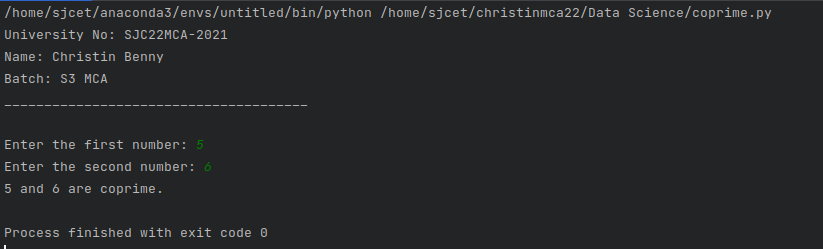 /home/sjcet/anaconda3/envs/untitled/bin/python /home/sjcet/christinmca22/Data Science/coprime.py
University No: SJC22MCA-2021
Name: Christin Benny
Batch: S3 MCA
______________________________________
Enter the first number: 5
Enter the second number: 6
5 and 6 are coprime.
Process finished with exit code 0